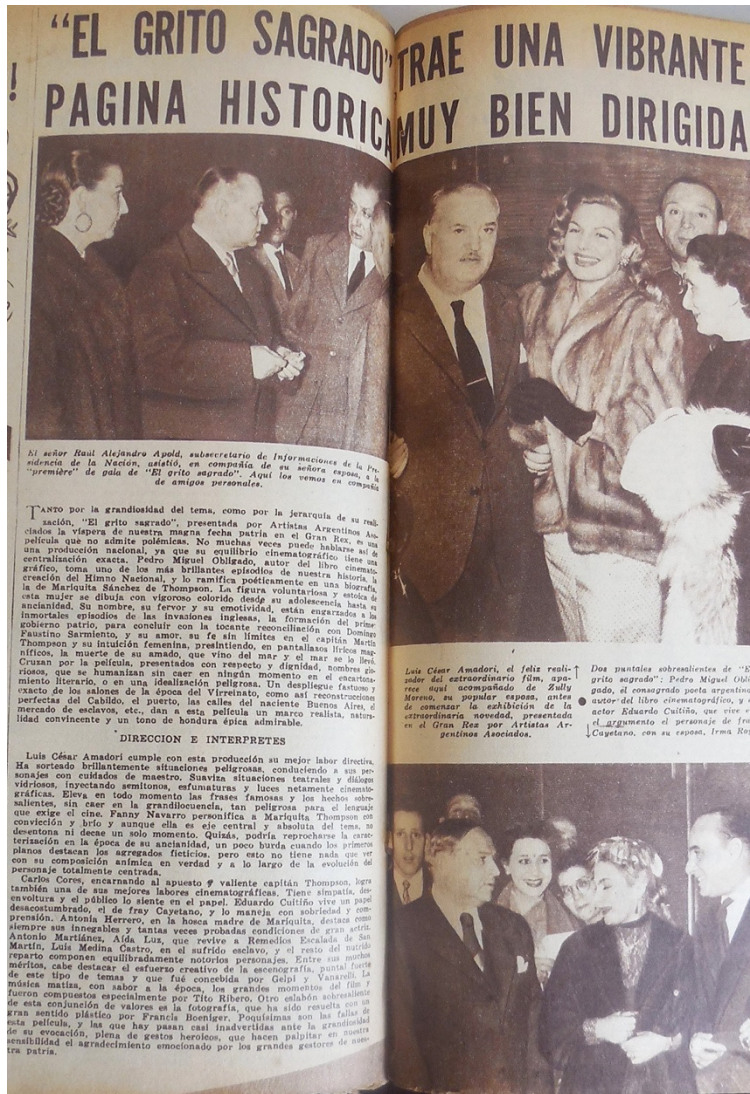 "EL GRITO SAGRADO" TRAE UNA VIBRANTE
PAGINA HISTORICA MUY BIEN DIRIGIDA
El señor Raúl Alejandro Apold, subsecretario de Informaciones de la Pre-
sidencia de la Nación, asistió, en compañía de su señora esposa, a la
"première" de gala de "El grito sagrado". Aquí los vemos en compañía
de amigos personales.
TANTO por la grandiosidad del tema, como por la jerarquía de su reali-
zación, "El grito sagrado", presentada por Artistas Argentinos Aso-
ciados la víspera de nuestra magna fecha patria en el Gran Rex, es una
película que no admite polémicas. No muchas veces puede hablarse así de
una producción nacional, ya que su equilibrio cinematográfico tiene una
centralización exacta. Pedro Miguel Obligado, autor del libro cinemato-
gráfico, toma uno de los más brillantes episodios de nuestra historia, la
creación del Himno Nacional, y lo ramifica poéticamente en una biografía,
la de Mariquita Sánchez de Thompson. La figura voluntariosa y estoica de
esta mujer se dibuja con vigoroso colorido desde su adolescencia hasta su
ancianidad. Su nombre, su fervor y su emotividad, están engarzados a los
inmortales episodios de las invasiones inglesas, la formación del primer
gobierno patrio, para concluir con la tocante reconciliación con Domingo
Faustino Sarmiento, y su amor, su fe sin límites en el capitán Martín
Thompson y su intuición femenina, presintiendo, en pantallazos líricos mag-
níficos, la muerte de su amado, que vino del mar y el mar se lo llevó.
Cruzan por la película, presentados con respecto y dignidad, nombres glo-
riosos, que se humanizan sin caer en ningún momento en el encartona-
miento literario, o en una idealización peligrosa. Un despliegue fastuoso y
exacto de los salones de la época del Virreinato, como así reconstrucciones
perfectas del Cabildo, el puerto, las calles del naciente Buenos Aires, el
mercado de esclavos, etc., dan a esta película un marco realista, natura-
lidad convincente y un tono de hondura épica admirable.
DIRECCION E INTERPRETES
Luis César Amadori cumple con esta producción su mejor labor directiva.
Ha sorteado brillantemente situaciones peligrosas, conduciendo a sus per-
sonajes con cuidados de maestro. Suaviza situaciones teatrales y diálogos
vidriosos, inyectando semitonos, esfumaturas y luces netamente cinemato-
gráficas. Eleva en todo momento las frases famosas y los hechos sobre-
salientes, sin caer en la grandilocuencia, tan peligrosa para el lenguaje
que exige el cine. Fanny Navarro personifica a Mariquita Thompson con
convicción y brío y aunque ella es eje central y absoluta del tema, no
desentona ni decae un solo momento. Quizás, podría reprocharse la carac-
terización en la época de su ancianidad, un poco burda cuando los primeros
planos destacan los agregados ficticios, pero esto no tiene nada que ver
con su composición anímica en verdad y a lo largo de la evolución del
personaje totalmente centrada.
Carlos Cores, encarnando al apuesto y valiente capitán Thompson, logra
también una de sus mejores labores cinematográficas. Tiene simpatía, des-
envoltura y el público lo siente en el papel. Eduardo Cuitiño vive un papel
desacostumbrado, el de fray Cayetano, y lo maneja con sobriedad y com-
prensión. Antonia Herrero, en la hosca madre de Mariquita, destaca como
siempre sus innegables y tantas veces probadas condiciones de gran actriz.
Antonio Martiánez, Aída Luz, que revive a Remedios Escalada de San
Martín, Luis Medina Castro, en el sufrido esclavo, y el resto del nutrido
reparto componen equilibradamente notorios personajes. Entre sus muchos
méritos, cabe destacar el esfuerzo creativo de la escenografía, puntal fuerte
de este tipo de temas y que fué concebida por Gelpi y Vanarelli. La
música matiza, con sabor a la época, los grandes momentos del film y
fueron compuestos especialmente por Tito Ribero. Otro eslabón sobresaliente
de esta conjunción de valores es la fotografía, que ha sido resuelta con un
gran sentido plástico por Francis Boeniger. Poquísimas son las fallas de
esta película, y las que hay pasan casi inadvertidas ante la grandiosidad
de su evocación, plena de gestos heroicos, que hacen palpitar en nuestra
sensibilidad el agradecimiento emocionado por los grandes gestores de nues-
tra patria.
Luis César Amadori, el feliz reali-
zador del extraordinario film, apa-
rece aquí acompañado de Zully
Moreno, su popular esposa, antes
de comenzar la exhibición de la
extraordinaria novedad, presentada
en el Gran Rex por Artistas Ar-
gentinos Asociados.
Dos puntales sobresalientes de "E
grito sagrado": Pedro Miguel Obli-
gado, el consagrado poeta argentino
autor del libro cinematográfico, y e
actor Eduardo Cuitiño, que vive e
el argumento el personaje de fra
Cayetano, con su esposa, Irma Ro